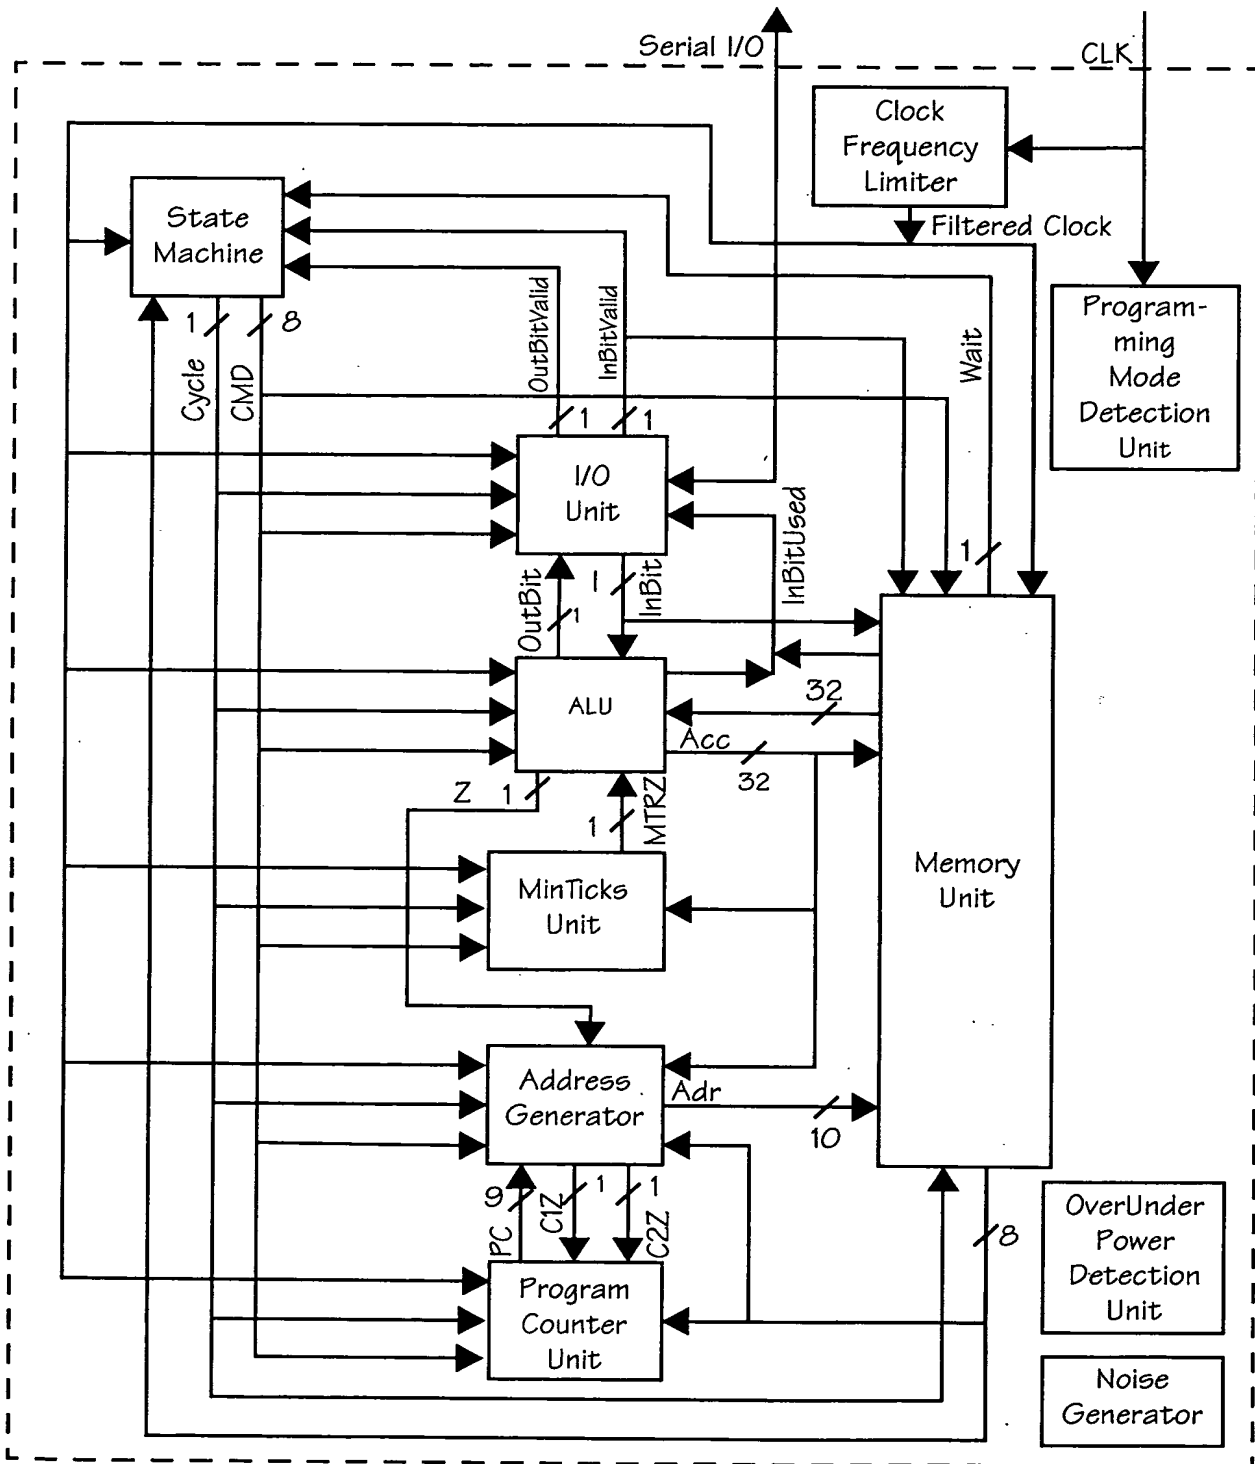 Serial I/O
CLK
Clock
Frequency
Limiter
State
Machine
Filtered Clock
Program-
ming
Mode
Detection
Unit
1
8
Cycle
CMD
OutBitValid
InBitValid
Wait
1
1
I/O
Unit
InBitUsed
1
OutBit
1
I
InBit
ALU
32
Acc
32
Z
1
1
MTRZ
MinTicks
Unit
Memory
Unit
Address
Generator
Adr
10
9
PC
C1Z
1
1
C2Z
8
Program
Counter
Unit
OverUnder
Power
Detection
Unit
Noise
Generator